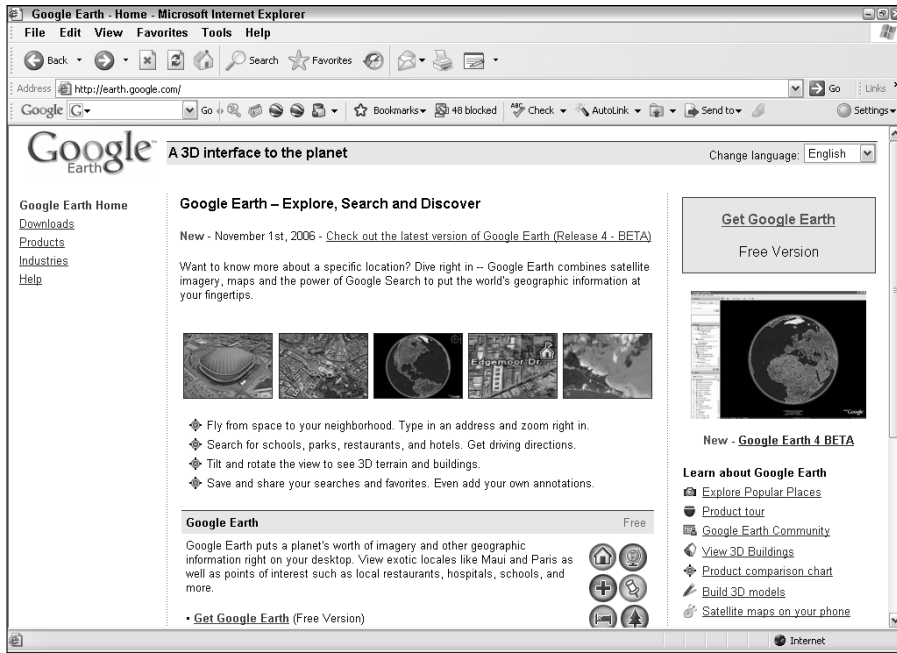 Google Earth - Home - Microsoft Internet Explorer
File Edit View Favorites Tools Help
Back Search Favorites
Address http://earth.google.com/ Go Links
Google G Go Bookmarks 48 blocked ABC Check AutoLink Send to Settings
Google™ Earth
A 3D interface to the planet
Change language: English
Google Earth Home
Downloads
Products
Industries
Help
Google Earth – Explore, Search and Discover
New - November 1st, 2006 - Check out the latest version of Google Earth (Release 4 - BETA)
Want to know more about a specific location? Dive right in -- Google Earth combines satellite
imagery, maps and the power of Google Search to put the world's geographic information at
your fingertips.
Edgemoor Dr
Fly from space to your neighborhood. Type in an address and zoom right in.
Search for schools, parks, restaurants, and hotels. Get driving directions.
Tilt and rotate the view to see 3D terrain and buildings.
Save and share your searches and favorites. Even add your own annotations.
Google Earth Free
Google Earth puts a planet's worth of imagery and other geographic
information right on your desktop. View exotic locales like Maui and Paris as
well as points of interest such as local restaurants, hospitals, schools, and
more.
• Get Google Earth (Free Version)
Get Google Earth
Free Version
Google
New - Google Earth 4 BETA
Learn about Google Earth
Explore Popular Places
Product tour
Google Earth Community
View 3D Buildings
Product comparison chart
Build 3D models
Satellite maps on your phone
Internet